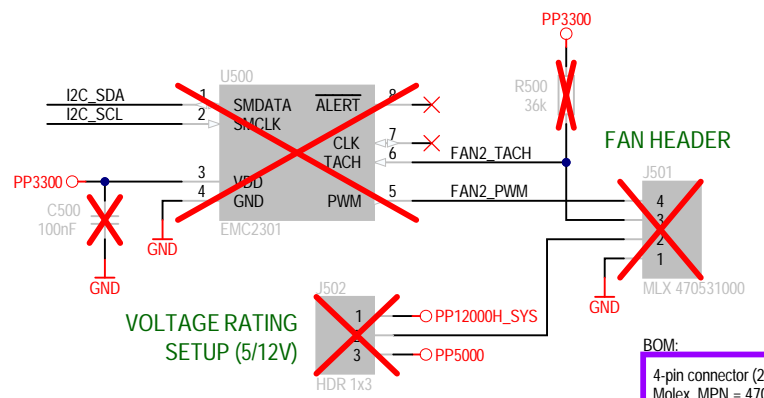 PP3300
U500
I2C_SDA
1
SMDATA
ALERT
8
R500
36k
I2C_SCL
2
SMCLK
CLK
7
FAN HEADER
TACH
6
FAN2_TACH
J501
PP3300
3
VDD
4
GND
PWM
5
FAN2_PWM
4
3
2
1
C500
100nF
EMC2301
GND
GND
GND
MLX 470531000
J502
VOLTAGE RATING
SETUP (5/12V)
1
PP12000H_SYS
3
PP5000
HDR 1x3
BOM:
4-pin connector (2
Molex, MPN = 470